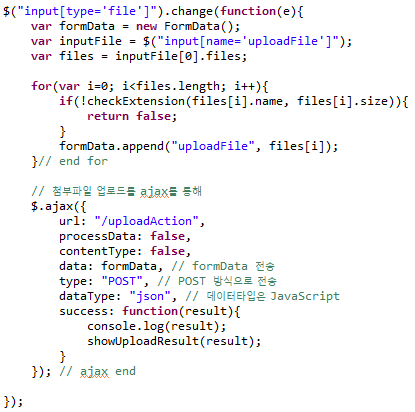 $("input[type='file']").change(function(e){
    var formData = new FormData();
    var inputFile = $("input[name='uploadFile']");
    var files = inputFile[0].files;

    for(var i=0; i<files.length; i++){
        if(!checkExtension(files[i].name, files[i].size)){
            return false;
        }
        formData.append("uploadFile", files[i]);
    }// end for

    // 첨부파일 업로드를 ajax를 통해
    $.ajax({
        url: "/uploadAction",
        processData: false,
        contentType: false,
        data: formData, // formData 전송
        type: "POST", // POST 방식으로 전송
        dataType: "json", // 데이터타입은 JavaScript
        success: function(result){
            console.log(result);
            showUploadResult(result);
        }
    }); // ajax end

});